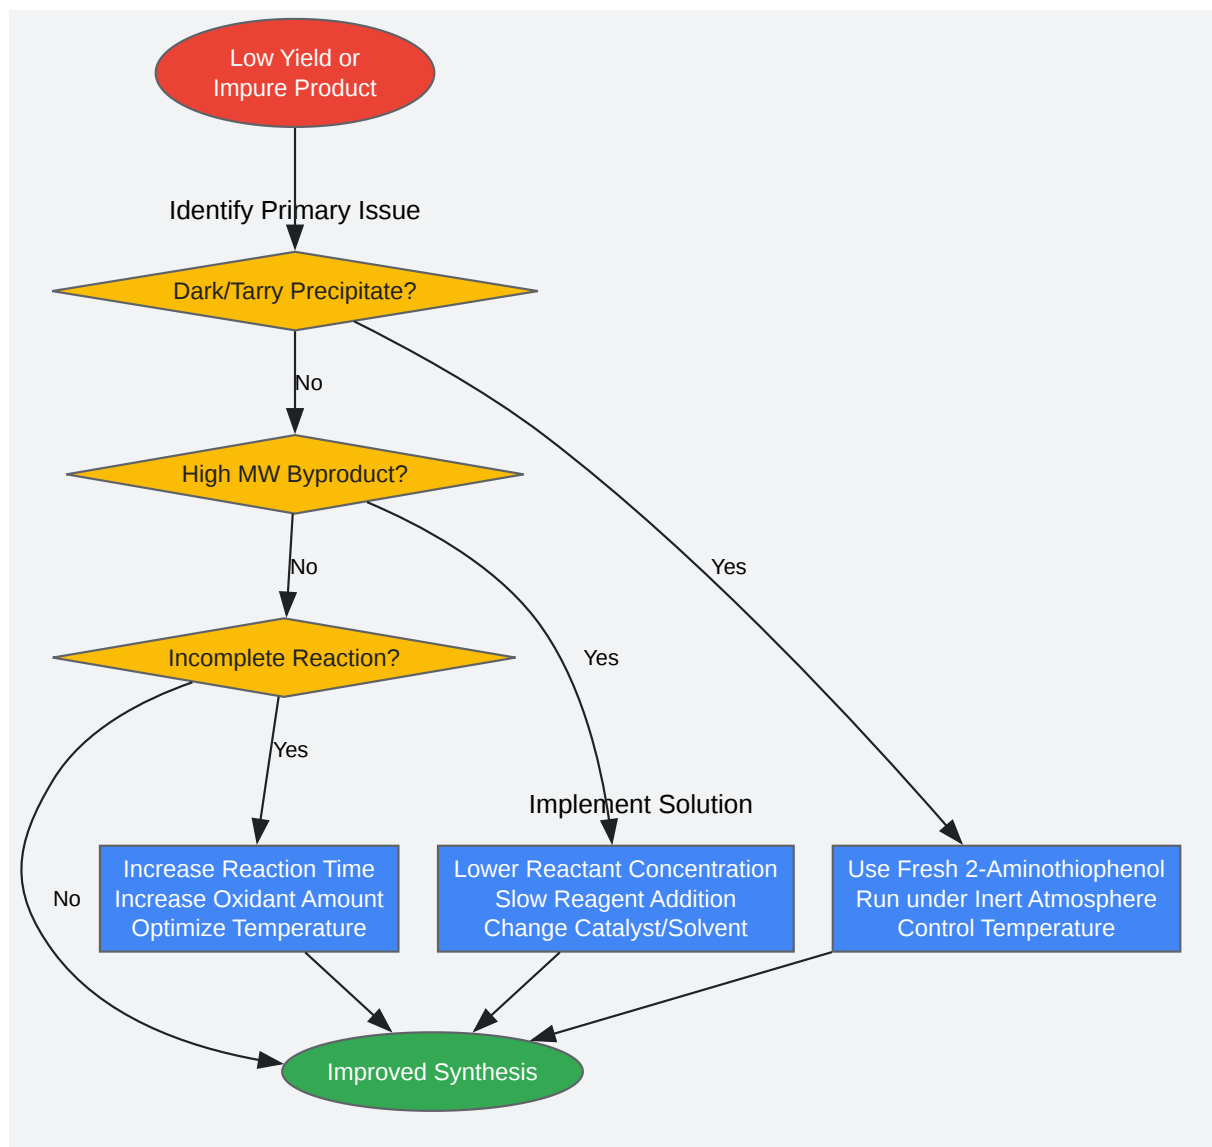 Low Yield or
Impure Product
Identify Primary Issue
Dark/Tarry Precipitate?
No
High MW Byproduct?
No
Yes
Incomplete Reaction?
Yes
Yes
Implement Solution
Increase Reaction Time
Increase Oxidant Amount
Optimize Temperature
Lower Reactant Concentration
Slow Reagent Addition
Change Catalyst/Solvent
Use Fresh 2-Aminothiophenol
Run under Inert Atmosphere
Control Temperature
No
Improved Synthesis